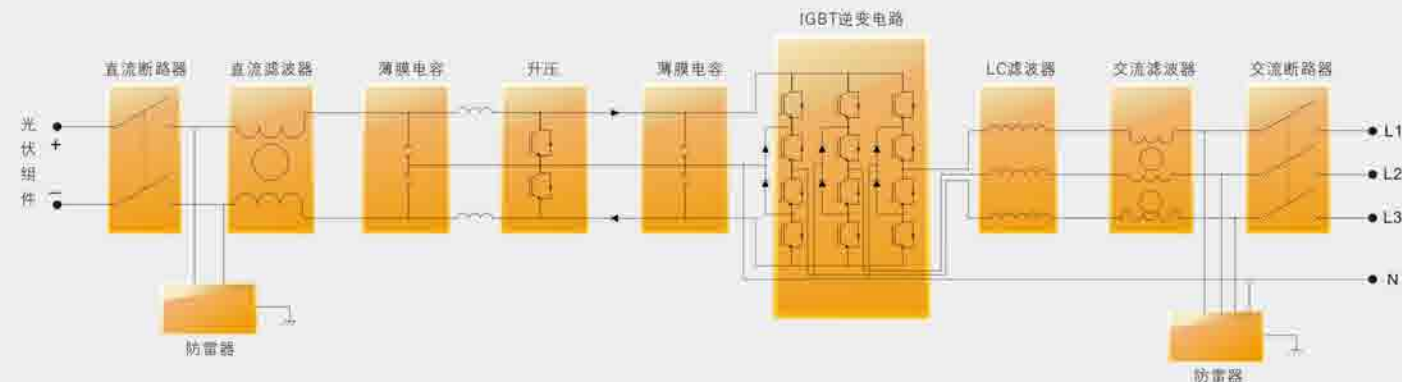 IGBT逆变电路
直流断路器
直流滤波器
薄膜电容
升压
薄膜电容
LC滤波器
交流滤波器
交流断路器
光伏组件
+
−
L1
L2
L3
N
防雷器
防雷器